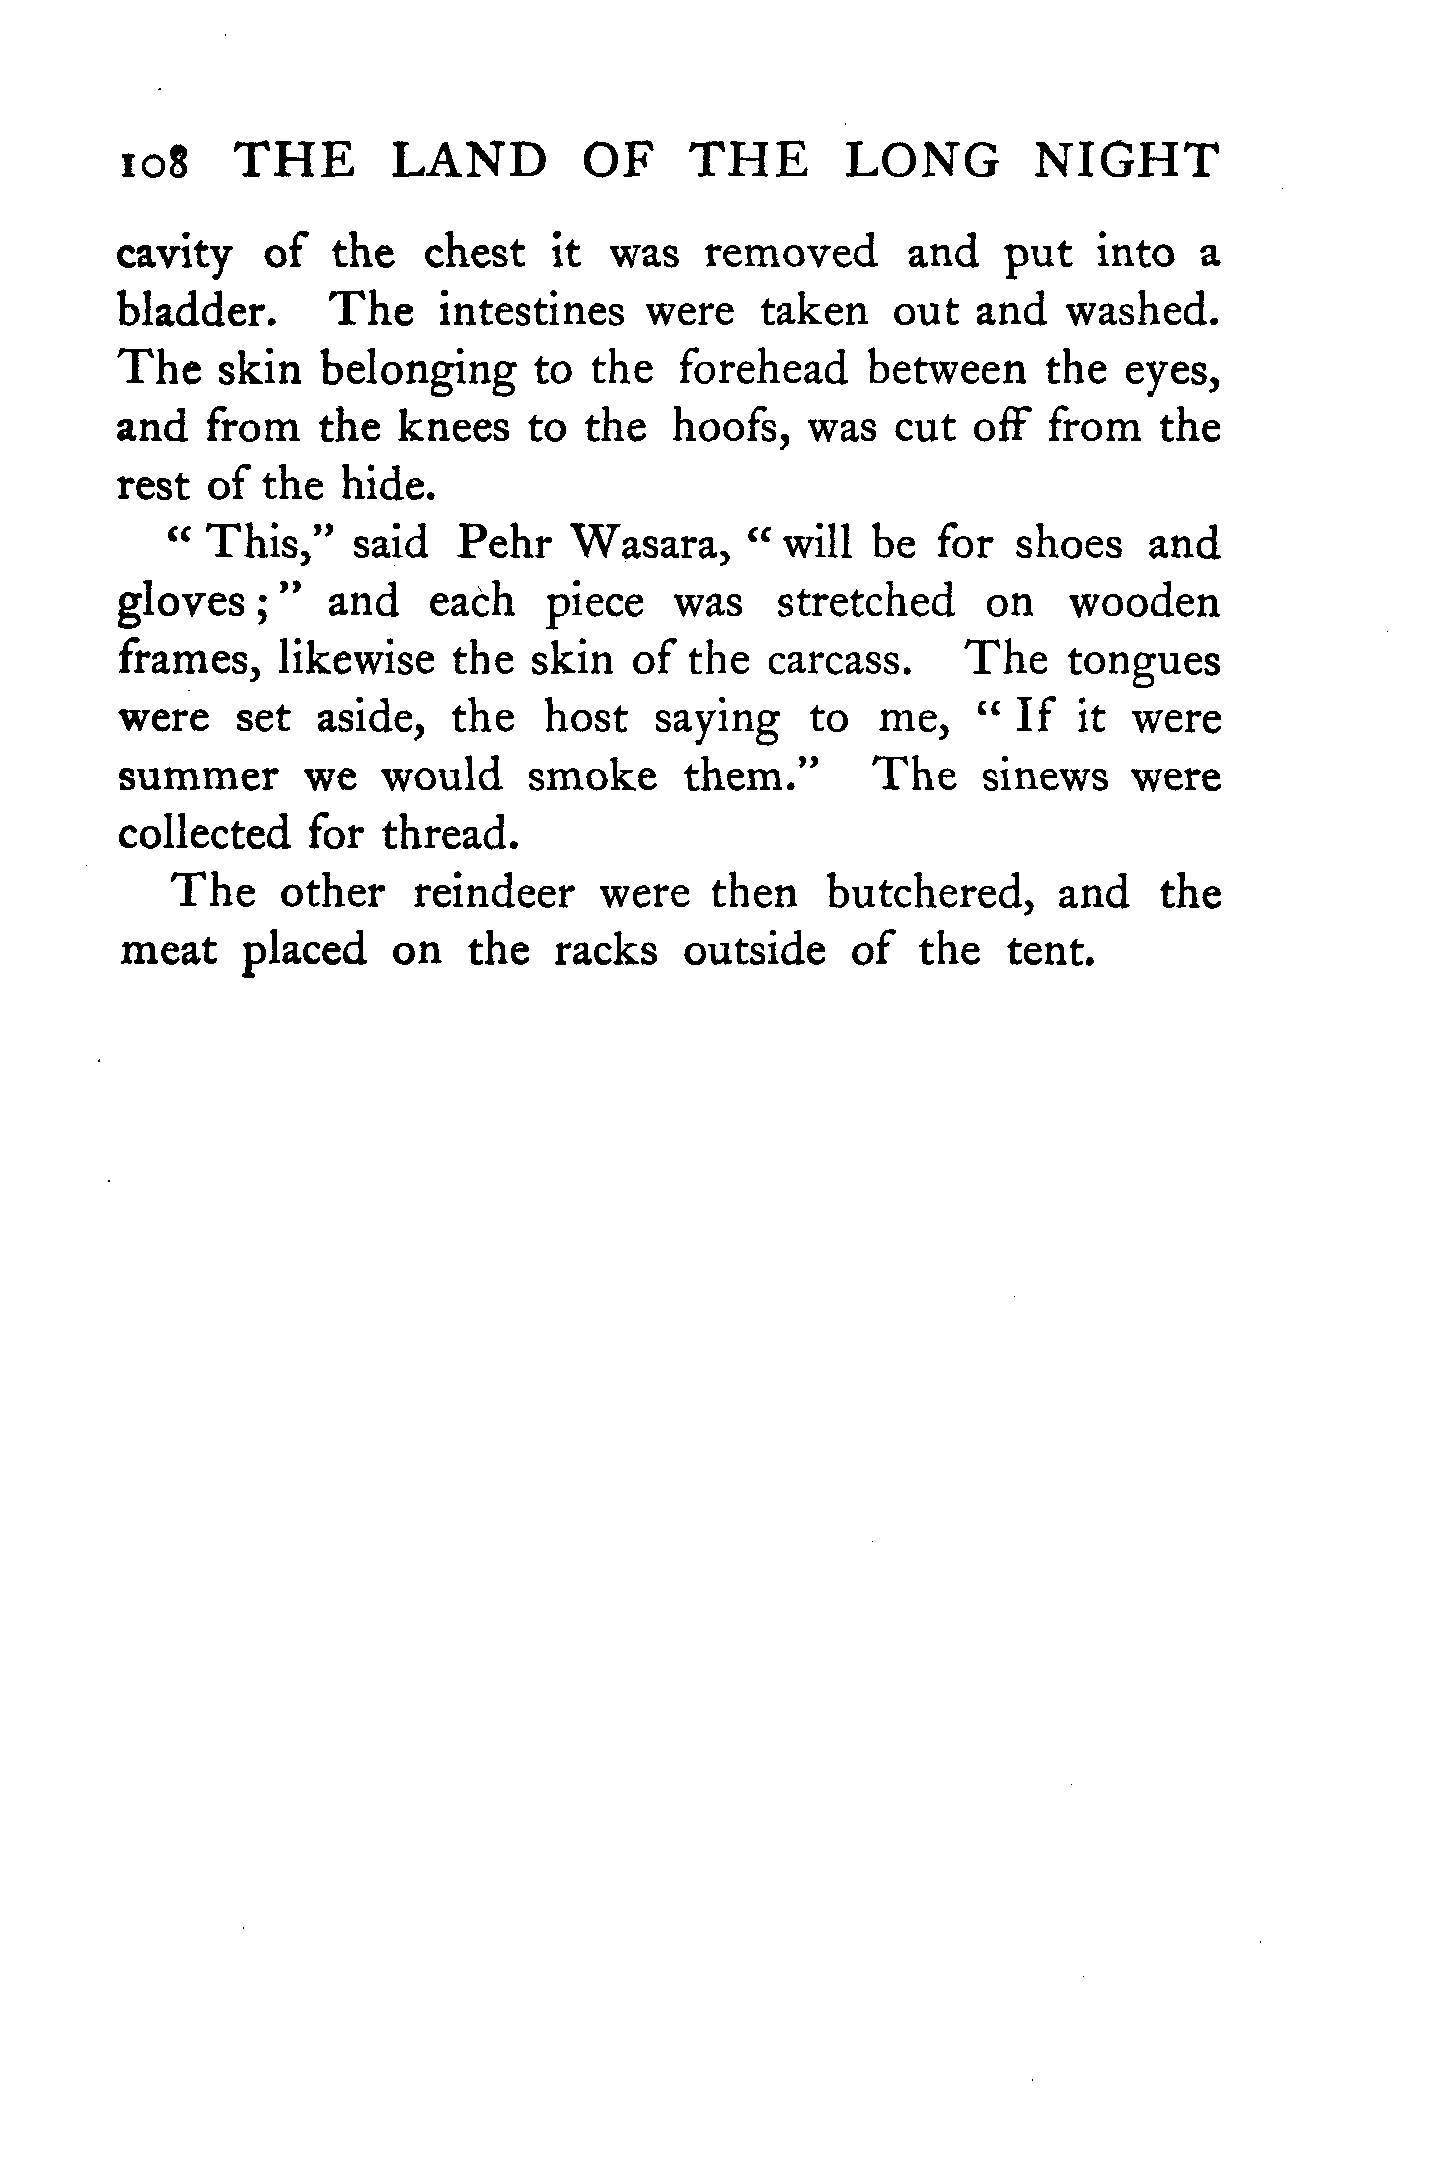 108 THE LAND OF THE LONG NIGHT
cavity of the chest it was removed and put into a
bladder. The intestines were taken out and washed.
The skin belonging to the forehead between the eyes,
and from the knees to the hoofs, was cut off from the
rest of the hide.
“ This,” said Pehr Wasara, “ will be for shoes and
gloves ; ” and each piece was stretched on wooden
frames, likewise the skin of the carcass. The tongues
were set aside, the host saying to me, “ If it were
summer we would smoke them.” The sinews were
collected for thread.
The other reindeer were then butchered, and the
meat placed on the racks outside of the tent.